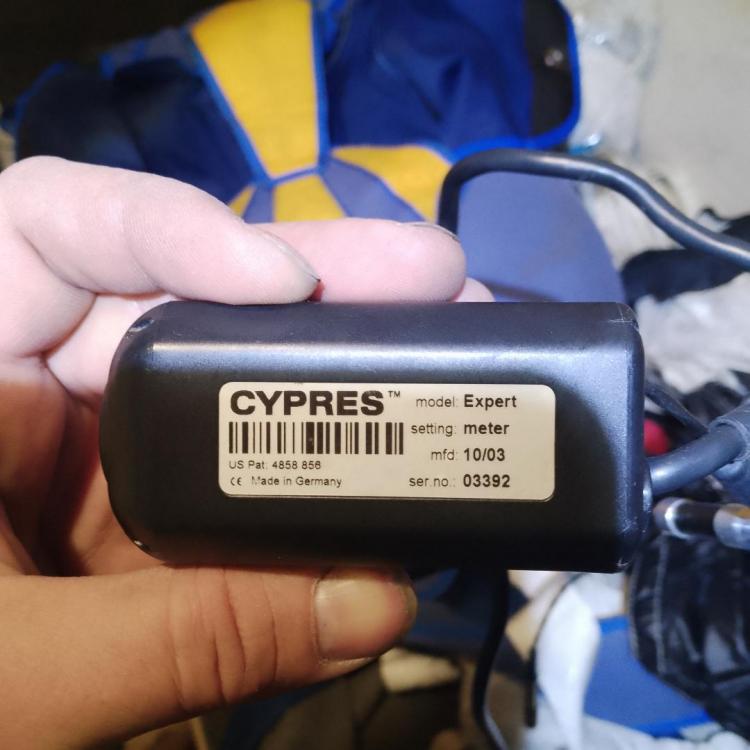 CYPRES™
US Pat: 4858 856
CE Made in Germany
model: Expert
setting: meter
mfd: 10/03
ser.no.: 03392